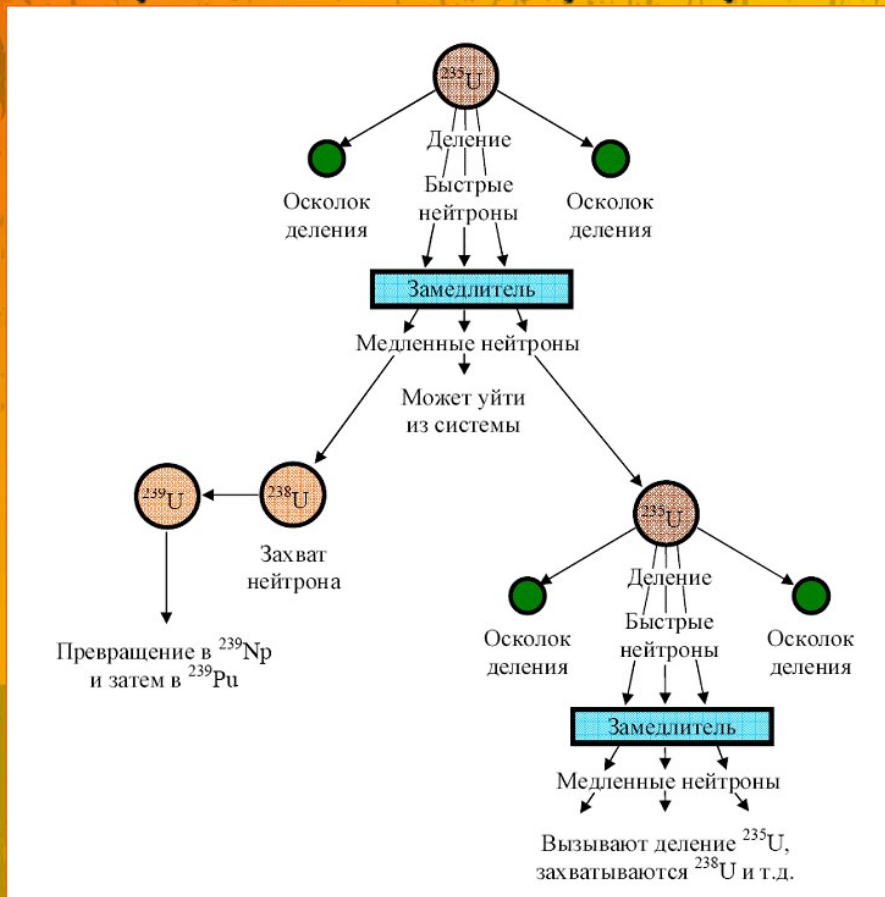 ²³⁵U
Деление
Быстрые
нейтроны
Осколок
деления
Осколок
деления
Замедлитель
Медленные нейтроны
Может уйти
из системы
²³⁹U
²³⁸U
Захват
нейтрона
Превращение в ²³⁹Np
и затем в ²³⁹Pu
²³⁵U
Деление
Быстрые
нейтроны
Осколок
деления
Осколок
деления
Замедлитель
Медленные нейтроны
Вызывают деление ²³⁵U,
захватываются ²³⁸U и т.д.